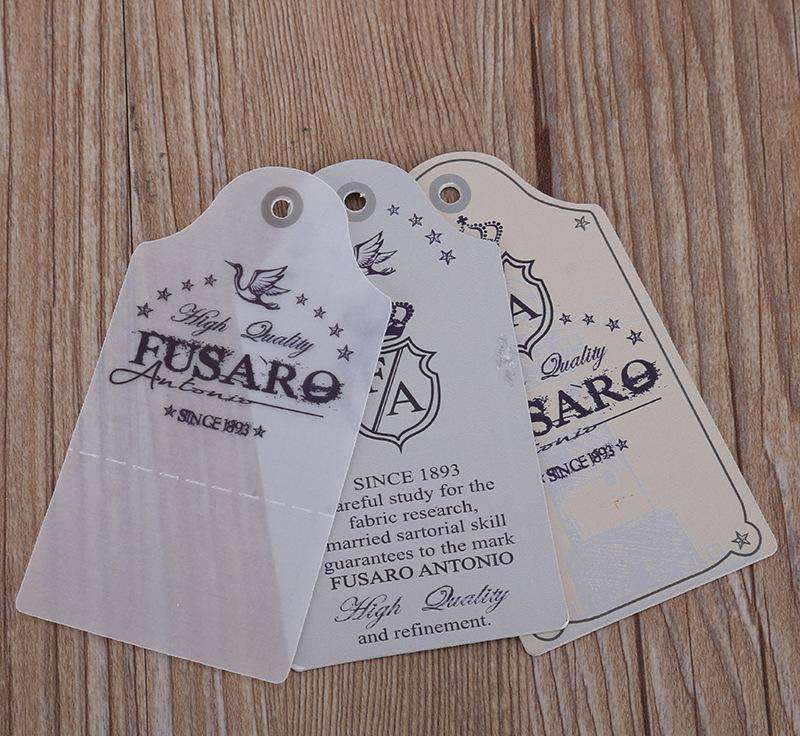 High Quality
FUSARO
Antonio
SINCE 1893
F A
SINCE 1893
areful study for the
fabric research,
married sartorial skill
guarantees to the mark
FUSARO ANTONIO
High Quality
and refinement.
A
Quality
SARO
onio
SINCE 1893